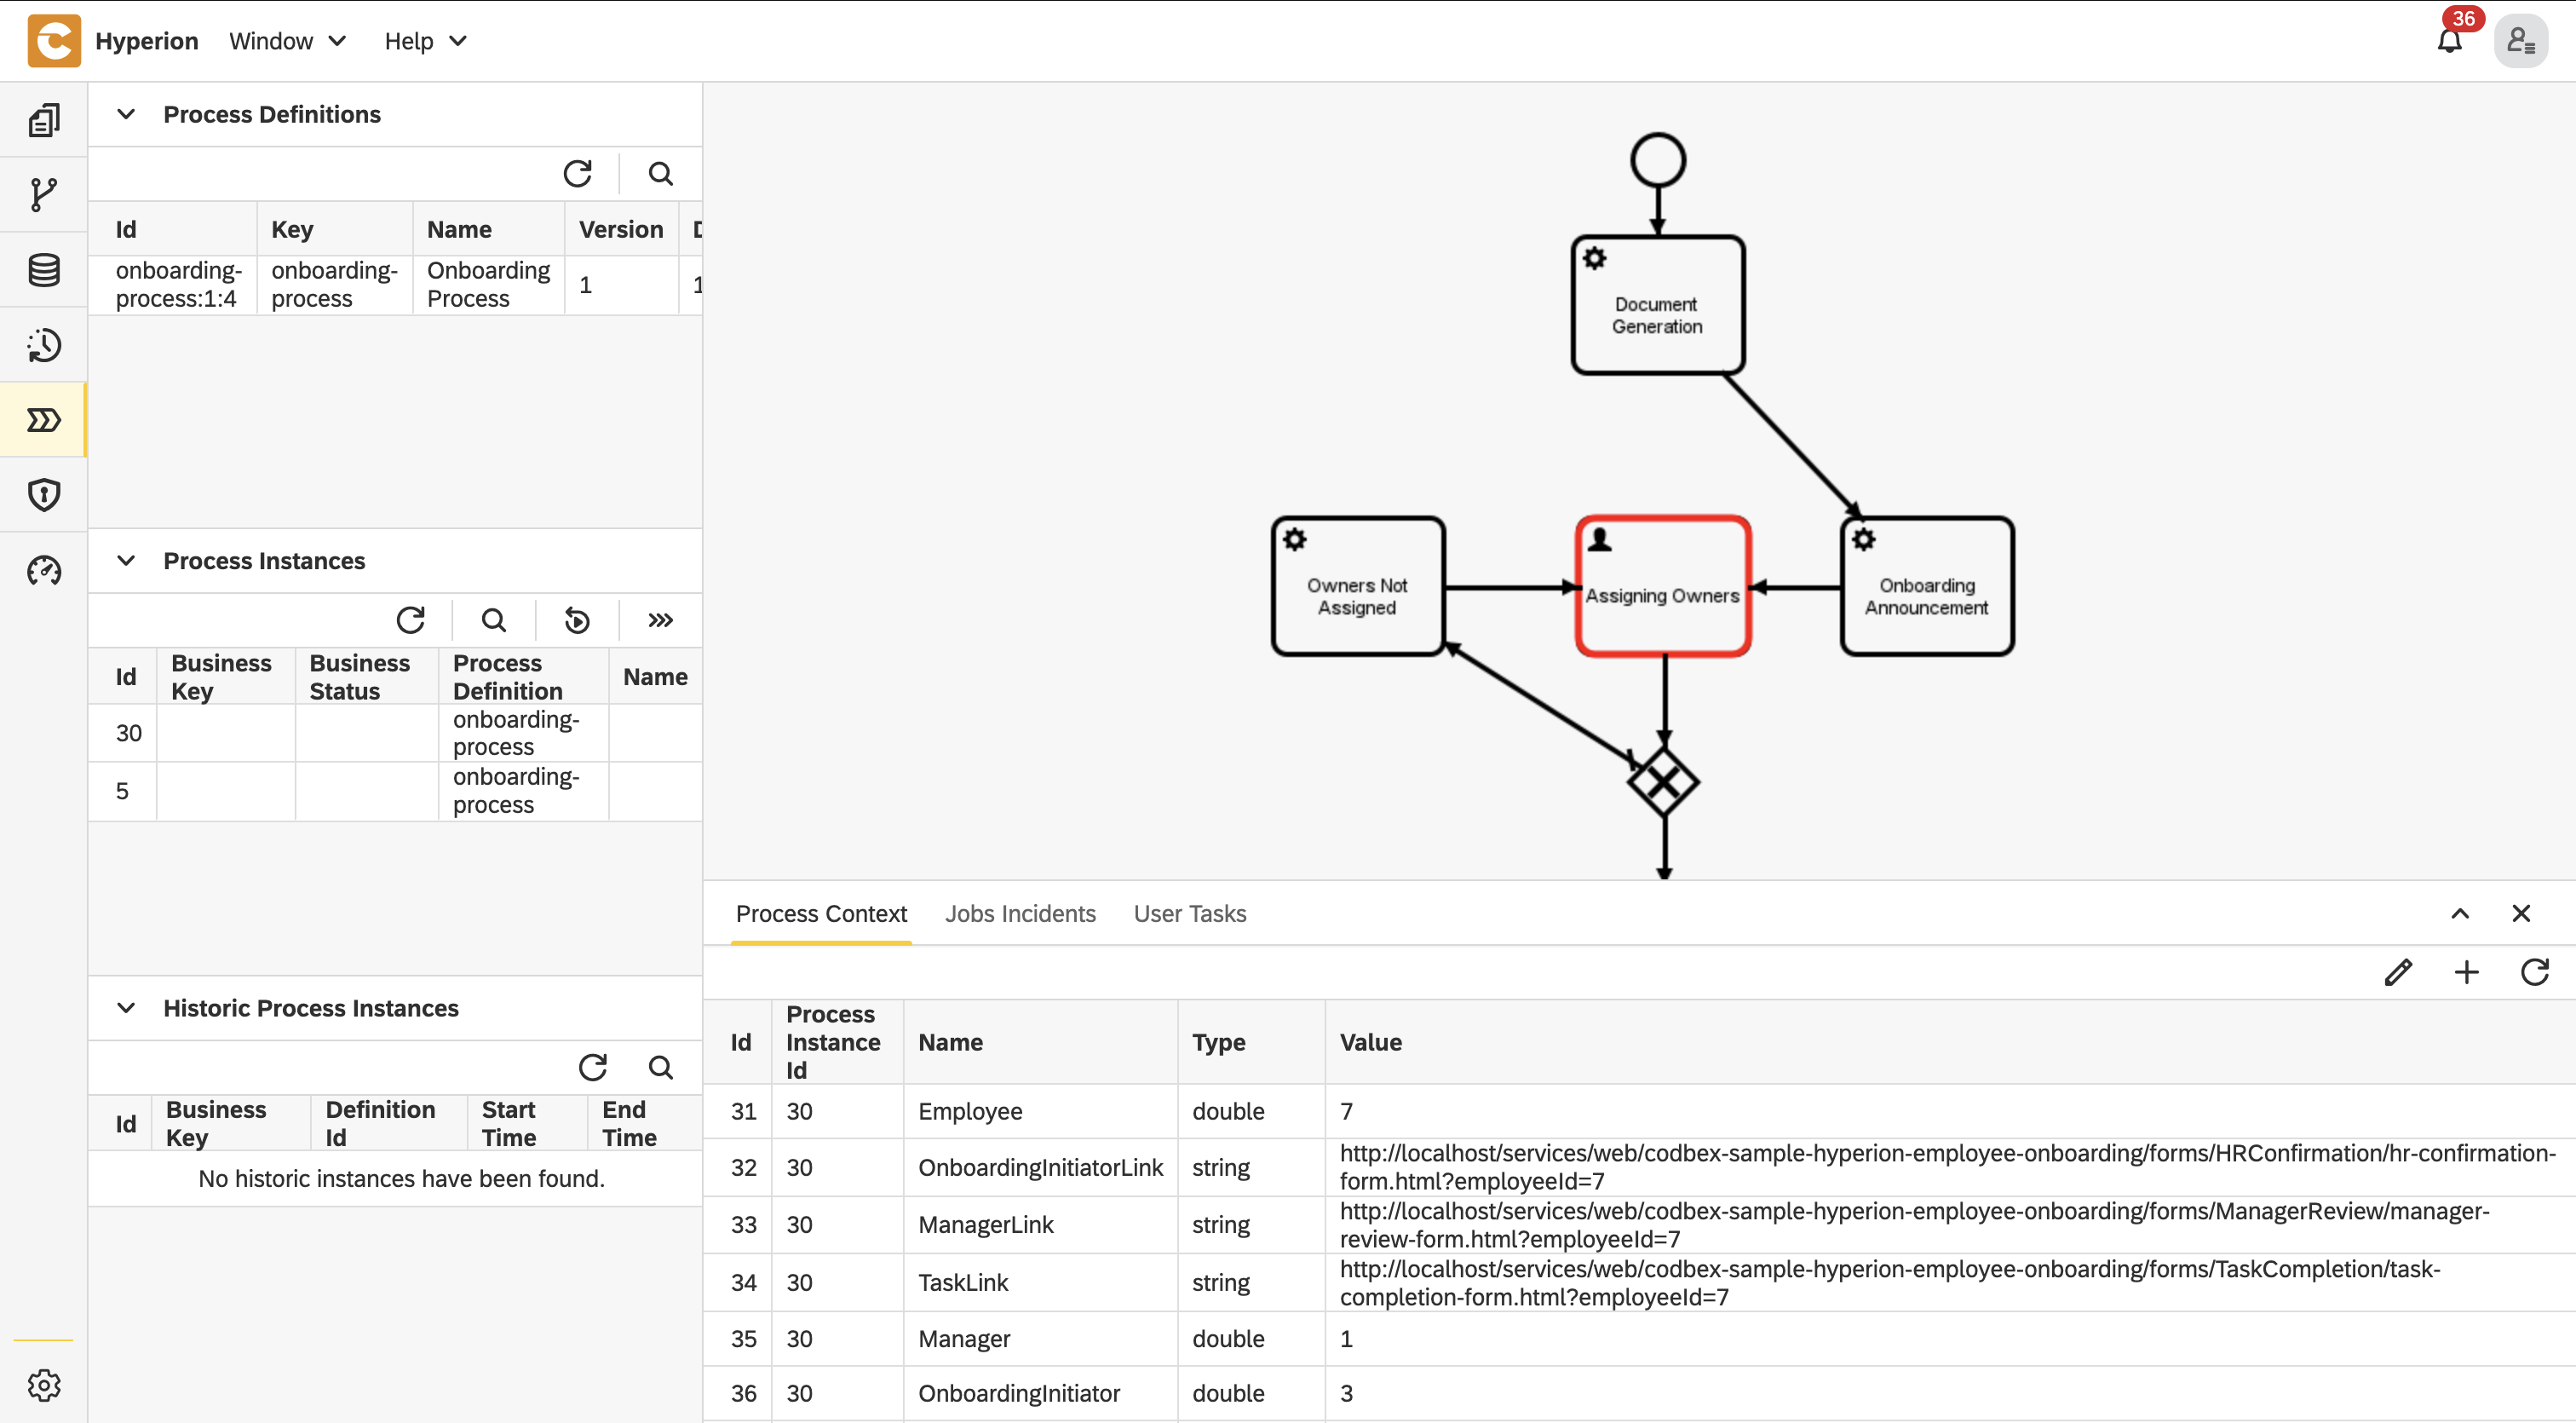 Hyperion Window Help
36
Process Definitions
Id Key Name Version
onboarding- onboarding- Onboarding
process:1:4 process Process 1 1
Process Instances
Id Business Business Process Name
Key Status Definition
30 onboarding-
process
5 onboarding-
process
Historic Process Instances
Id Business Definition Start End
Key Id Time Time
No historic instances have been found.
Document
Generation
Owners Not
Assigned
Assigning Owners
Onboarding
Announcement
Process Context Jobs Incidents User Tasks
Process
Id Instance Name Type Value
Id
31 30 Employee double 7
32 30 OnboardingInitiatorLink string http://localhost/services/web/codbex-sample-hyperion-employee-onboarding/forms/HRConfirmation/hr-confirmation-
form.html?employeeId=7
33 30 ManagerLink string http://localhost/services/web/codbex-sample-hyperion-employee-onboarding/forms/ManagerReview/manager-
review-form.html?employeeId=7
34 30 TaskLink string http://localhost/services/web/codbex-sample-hyperion-employee-onboarding/forms/TaskCompletion/task-
completion-form.html?employeeId=7
35 30 Manager double 1
36 30 OnboardingInitiator double 3